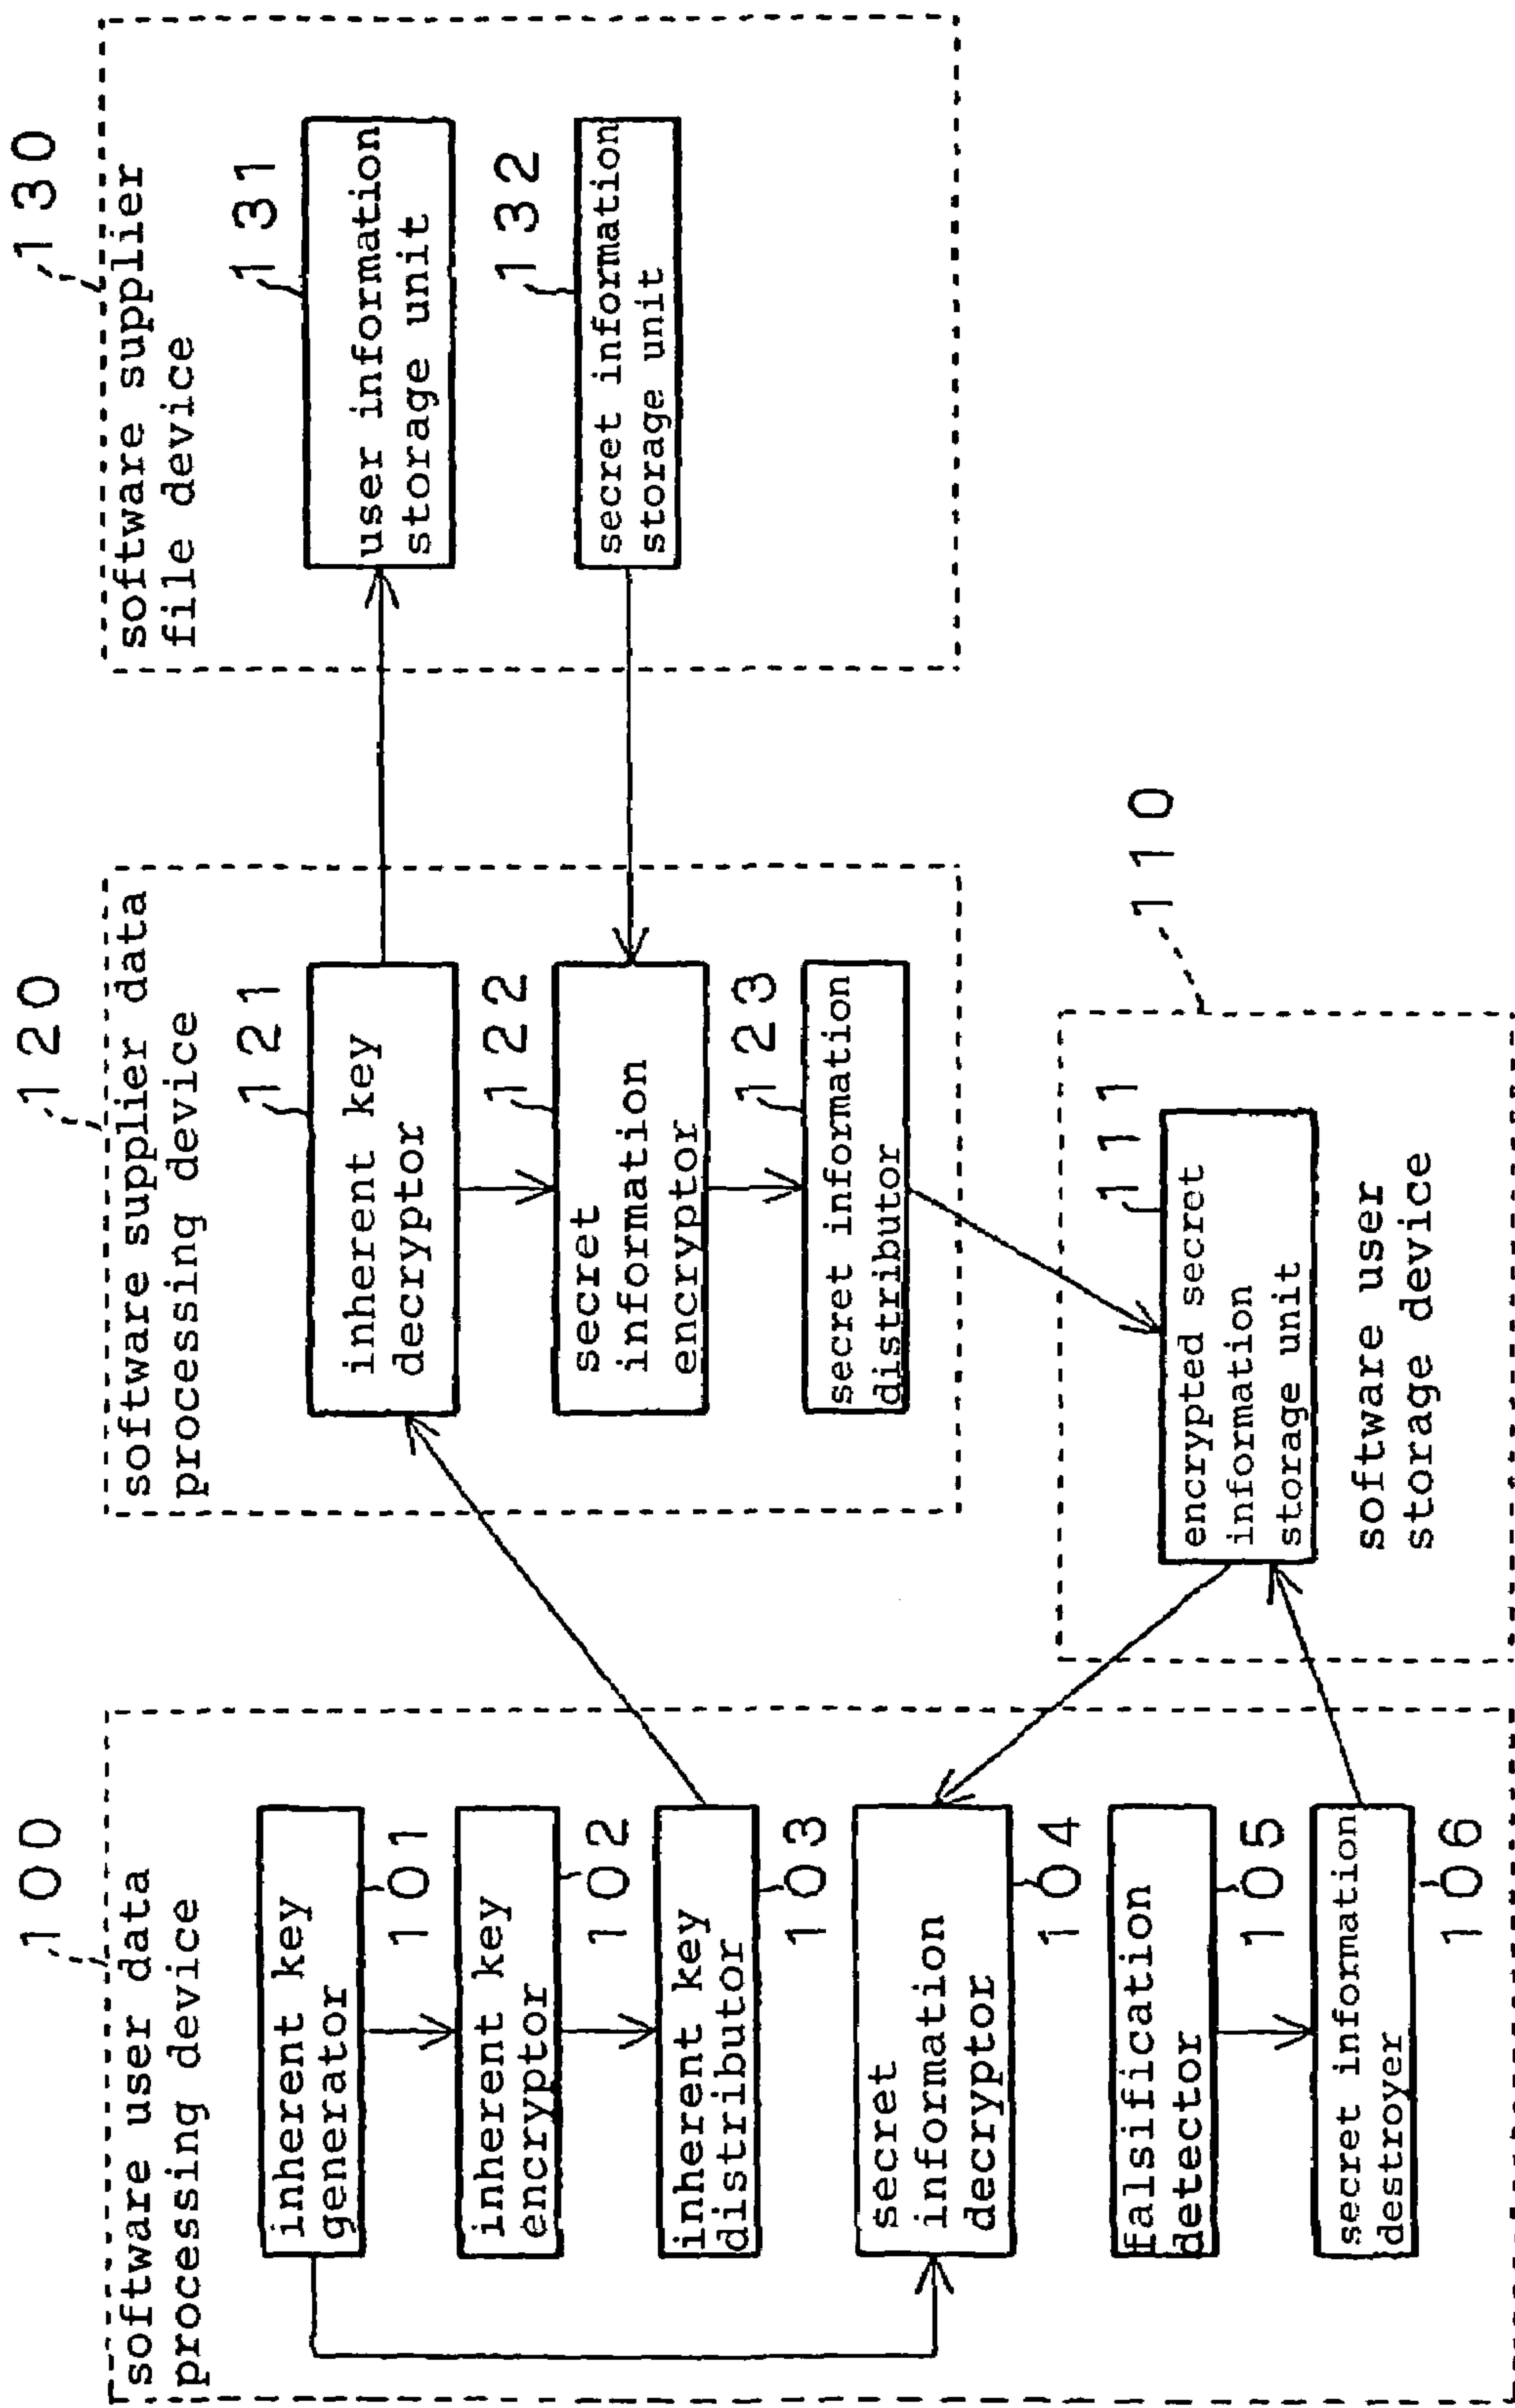 100
software user data
processing device
inherent key
generator
101
inherent key
encryptor
102
inherent key
distributor
103
secret
information
decryptor
104
falsification
detector
105
secret information
destroyer
106
120
software supplier data
processing device
121
inherent key
decryptor
122
secret
information
encryptor
123
secret information
distributor
110
111
encrypted secret
information
storage unit
software user
storage device
130
software supplier
file device
131
user information
storage unit
132
secret information
storage unit